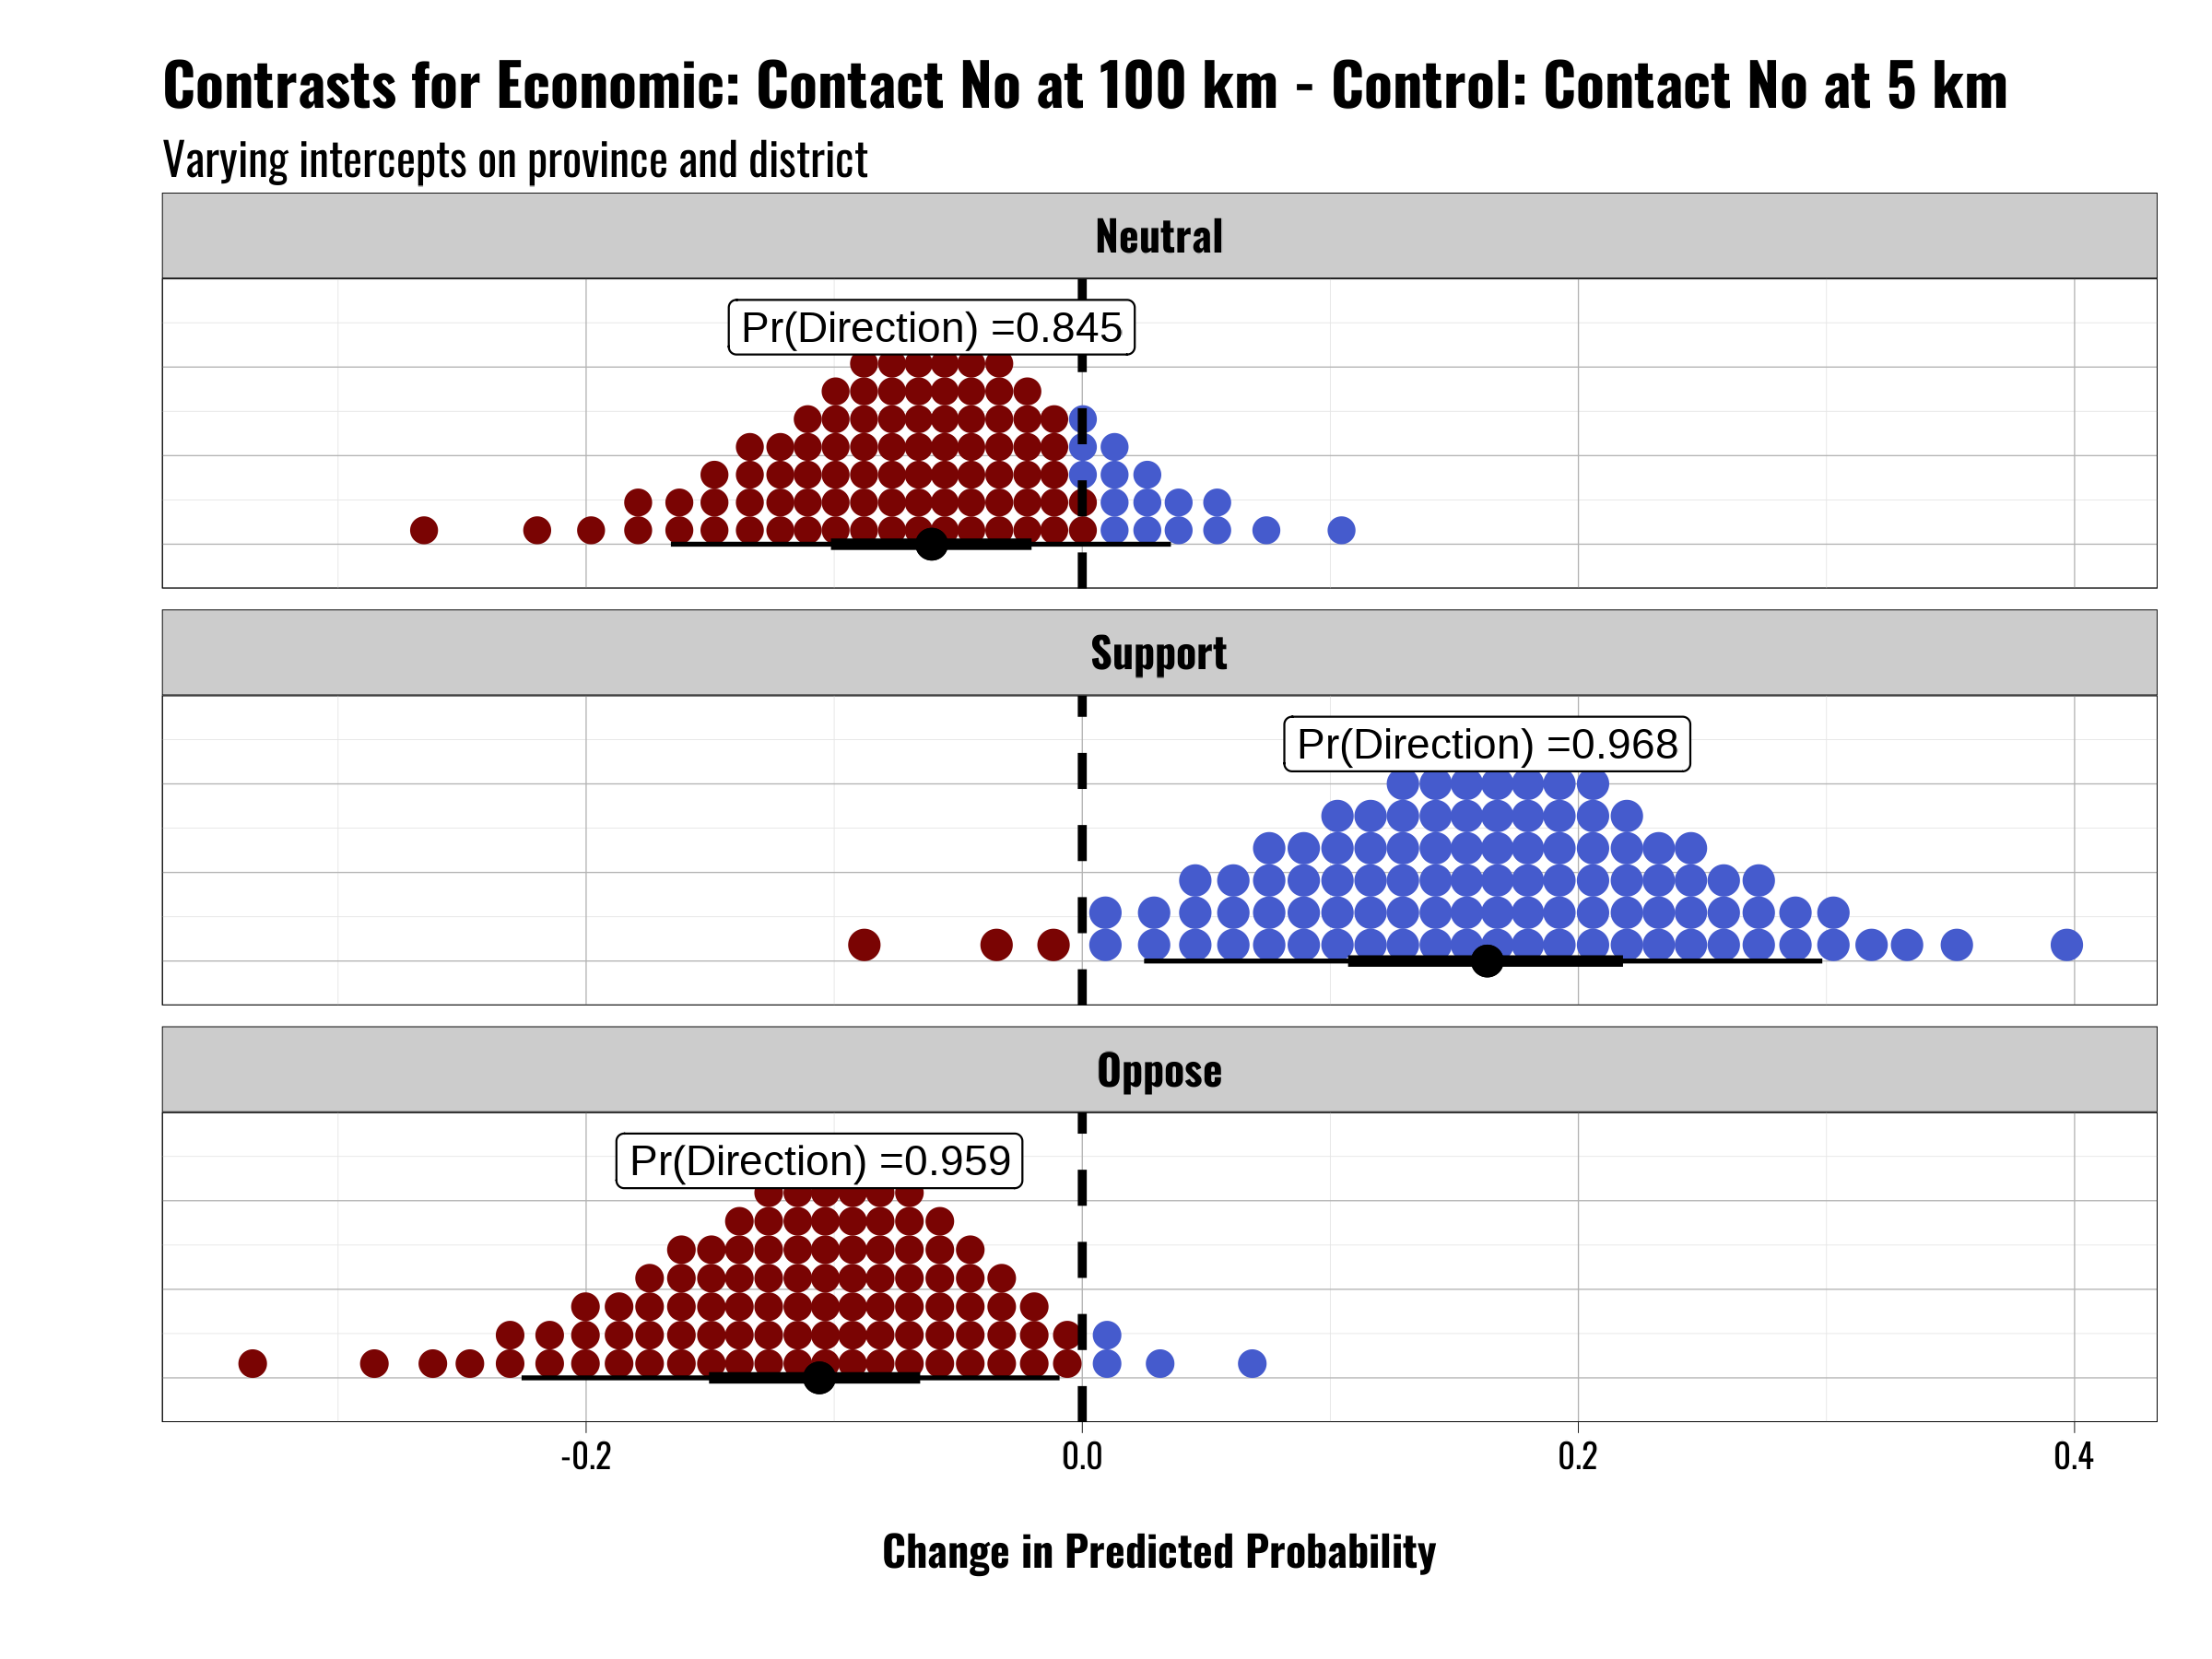 Contrasts for Economic: Contact No at 100 km - Control: Contact No at 5 km
Varying intercepts on province and district
Neutral
Pr(Direction) =0.845
Support
Pr(Direction) =0.968
Oppose
Pr(Direction) =0.959
-0.2 0.0 0.2 0.4
Change in Predicted Probability